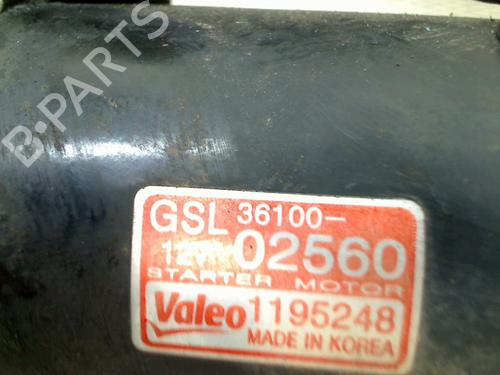 B-PARTS
GSL 36100-
12V 02560
STARTER MOTOR
Valeo 1195248
MADE IN KOREA